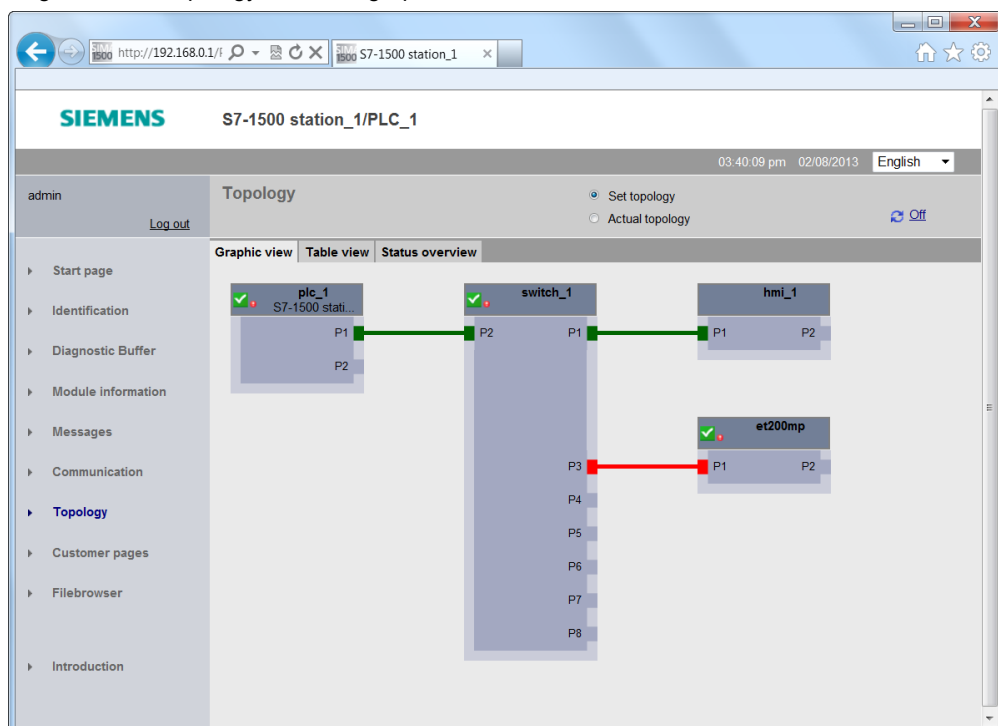 http://192.168.0.1/F
S7-1500 station_1
SIEMENS
S7-1500 station_1/PLC_1
03:40:09 pm 02/08/2013 English
admin
Log out
Topology
Set topology
Actual topology
Off
Graphic view Table view Status overview
Start page
Identification
Diagnostic Buffer
Module information
Messages
Communication
Topology
Customer pages
Filebrowser
Introduction
plc_1
S7-1500 stati...
P1
P2
switch_1
P2 P1
P3
P4
P5
P6
P7
P8
hmi_1
P1 P2
et200mp
P1 P2